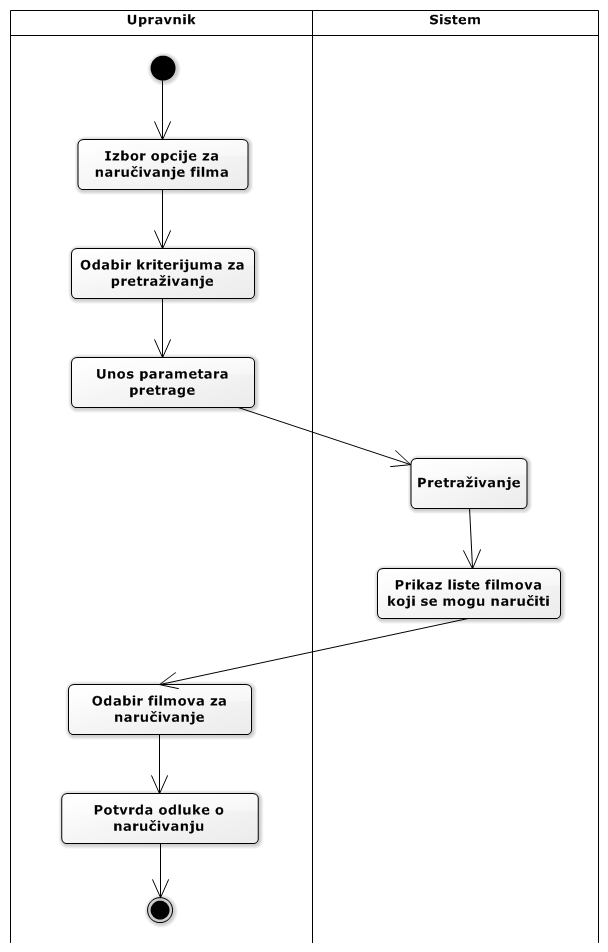 Upravnik
Sistem
Izbor opcije za
naručivanje filma
Odabir kriterijuma za
pretraživanje
Unos parametara
pretrage
Pretraživanje
Prikaz liste filmova
koji se mogu naručiti
Odabir filmova za
naručivanje
Potvrda odluke o
naručivanju